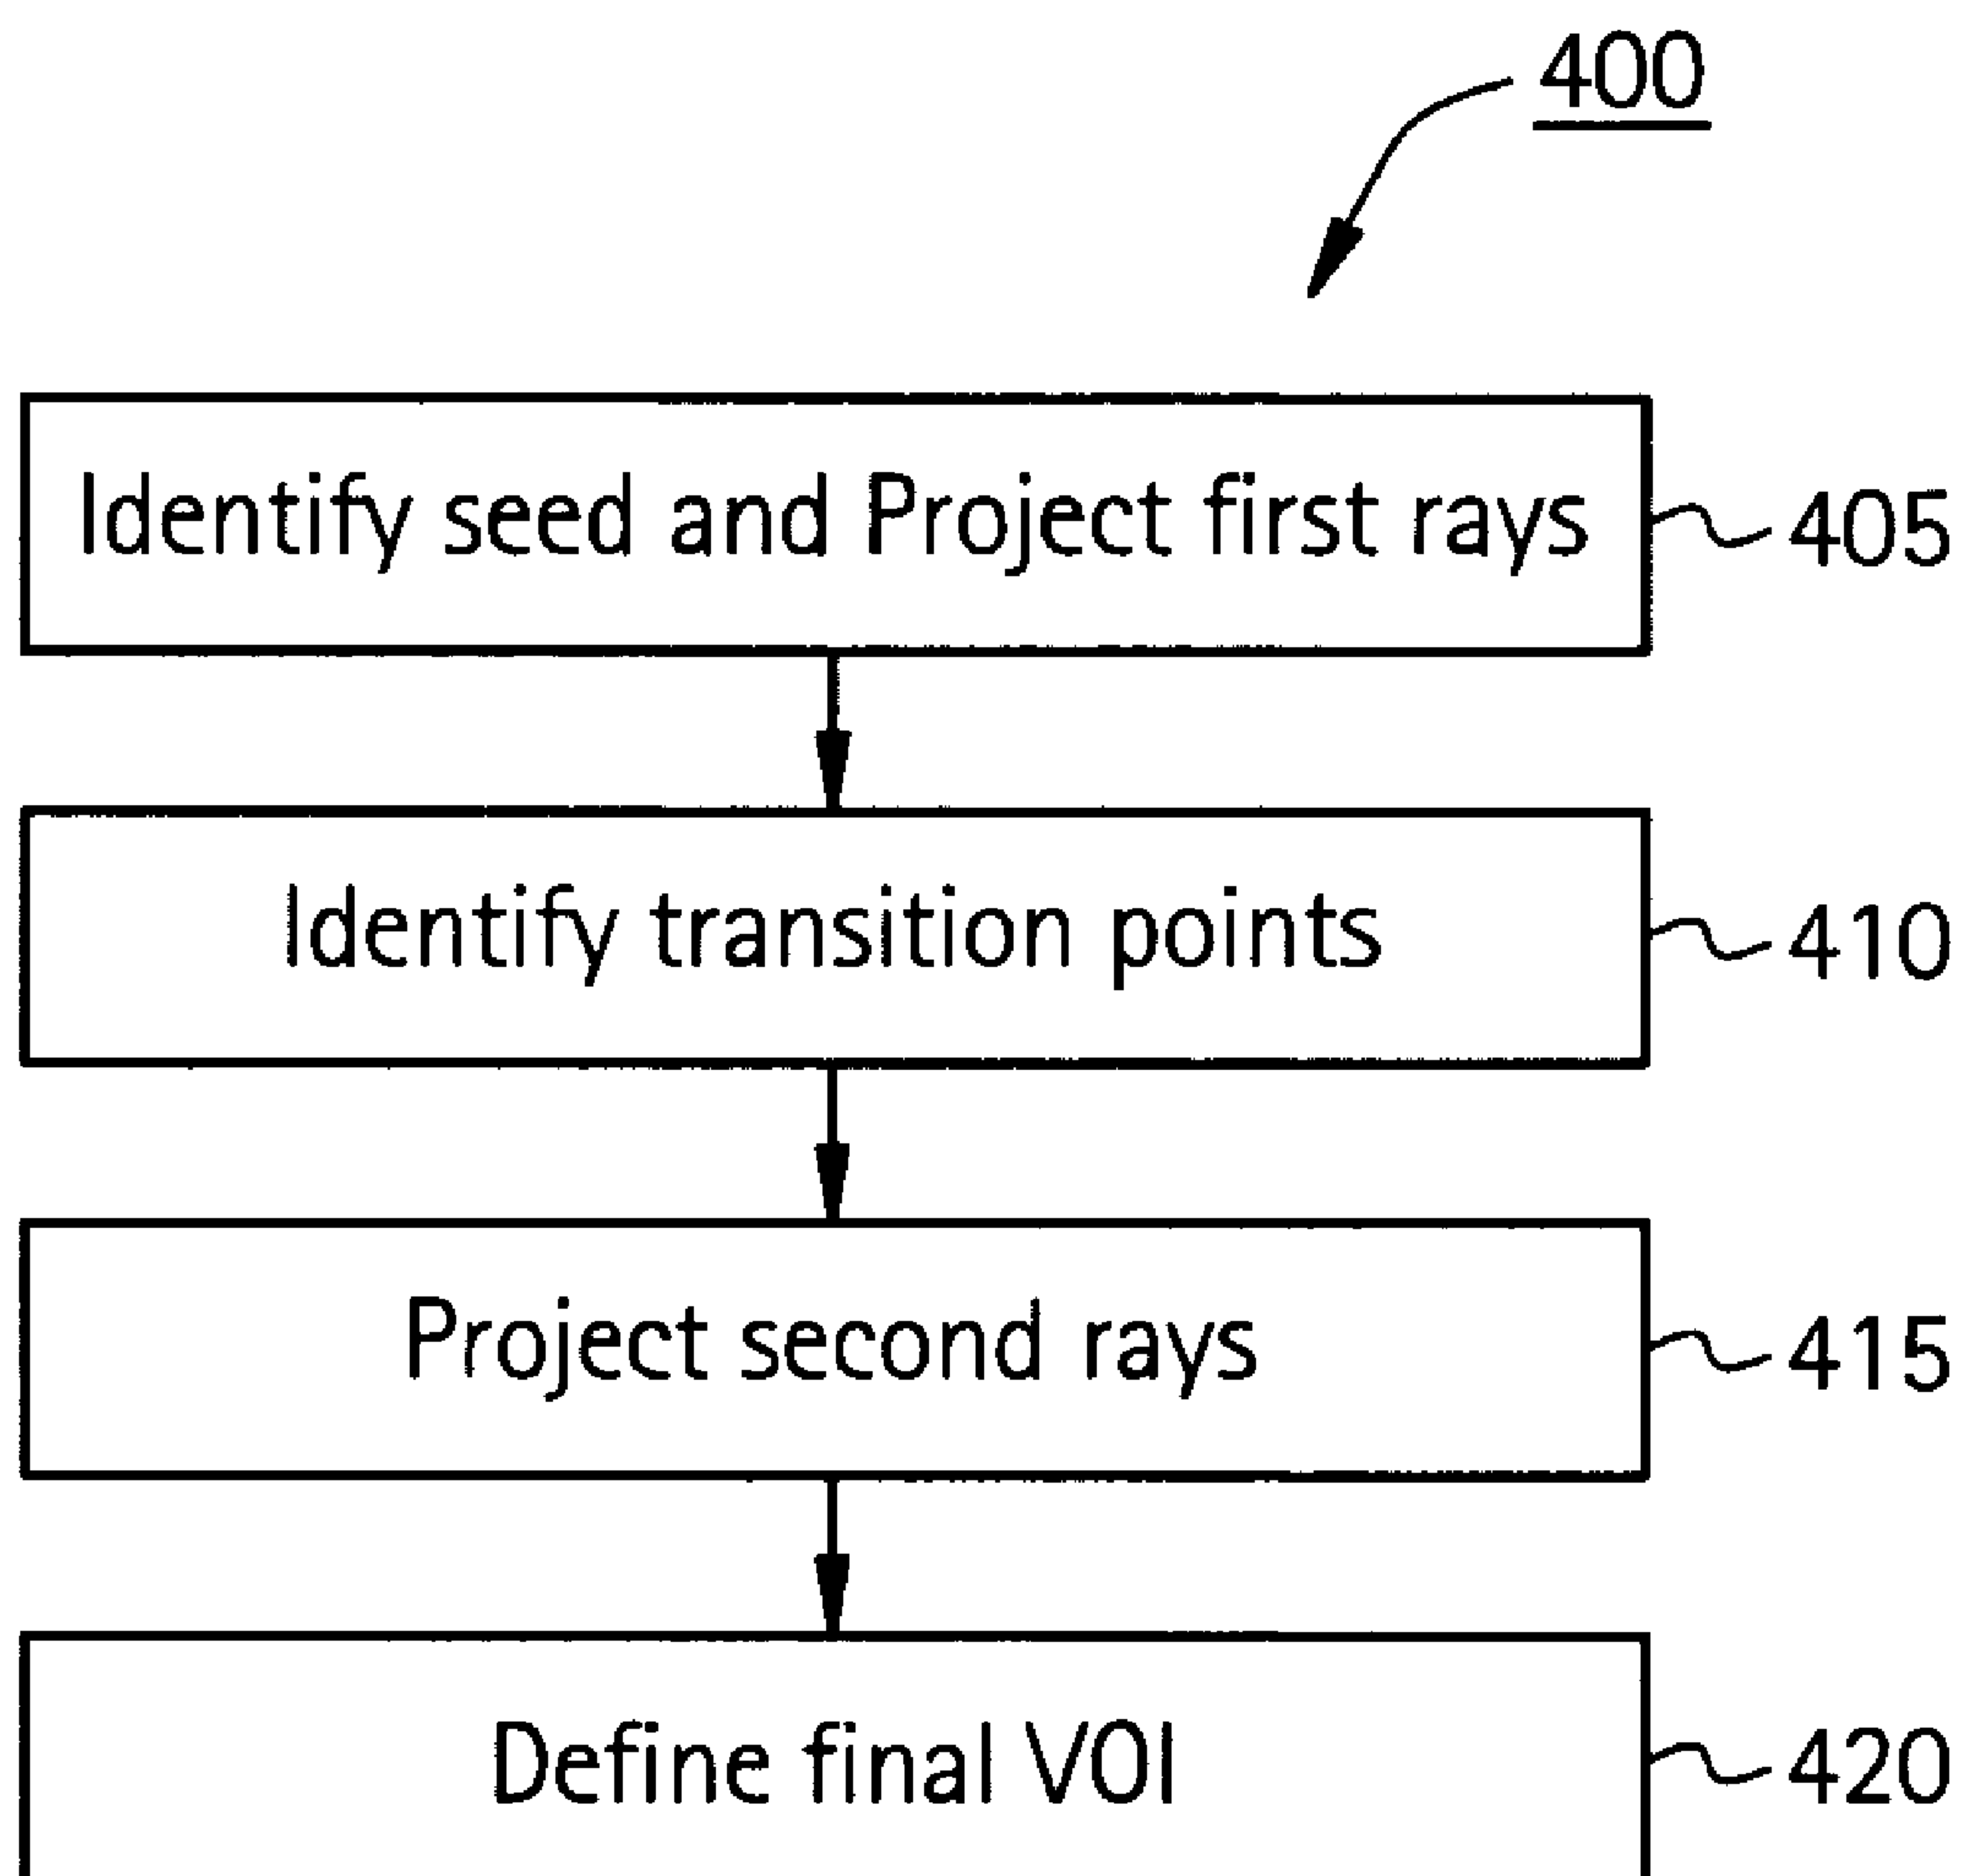 400
Identify seed and Project first rays
405
Identify transition points
410
Project second rays
415
Define final VOI
420